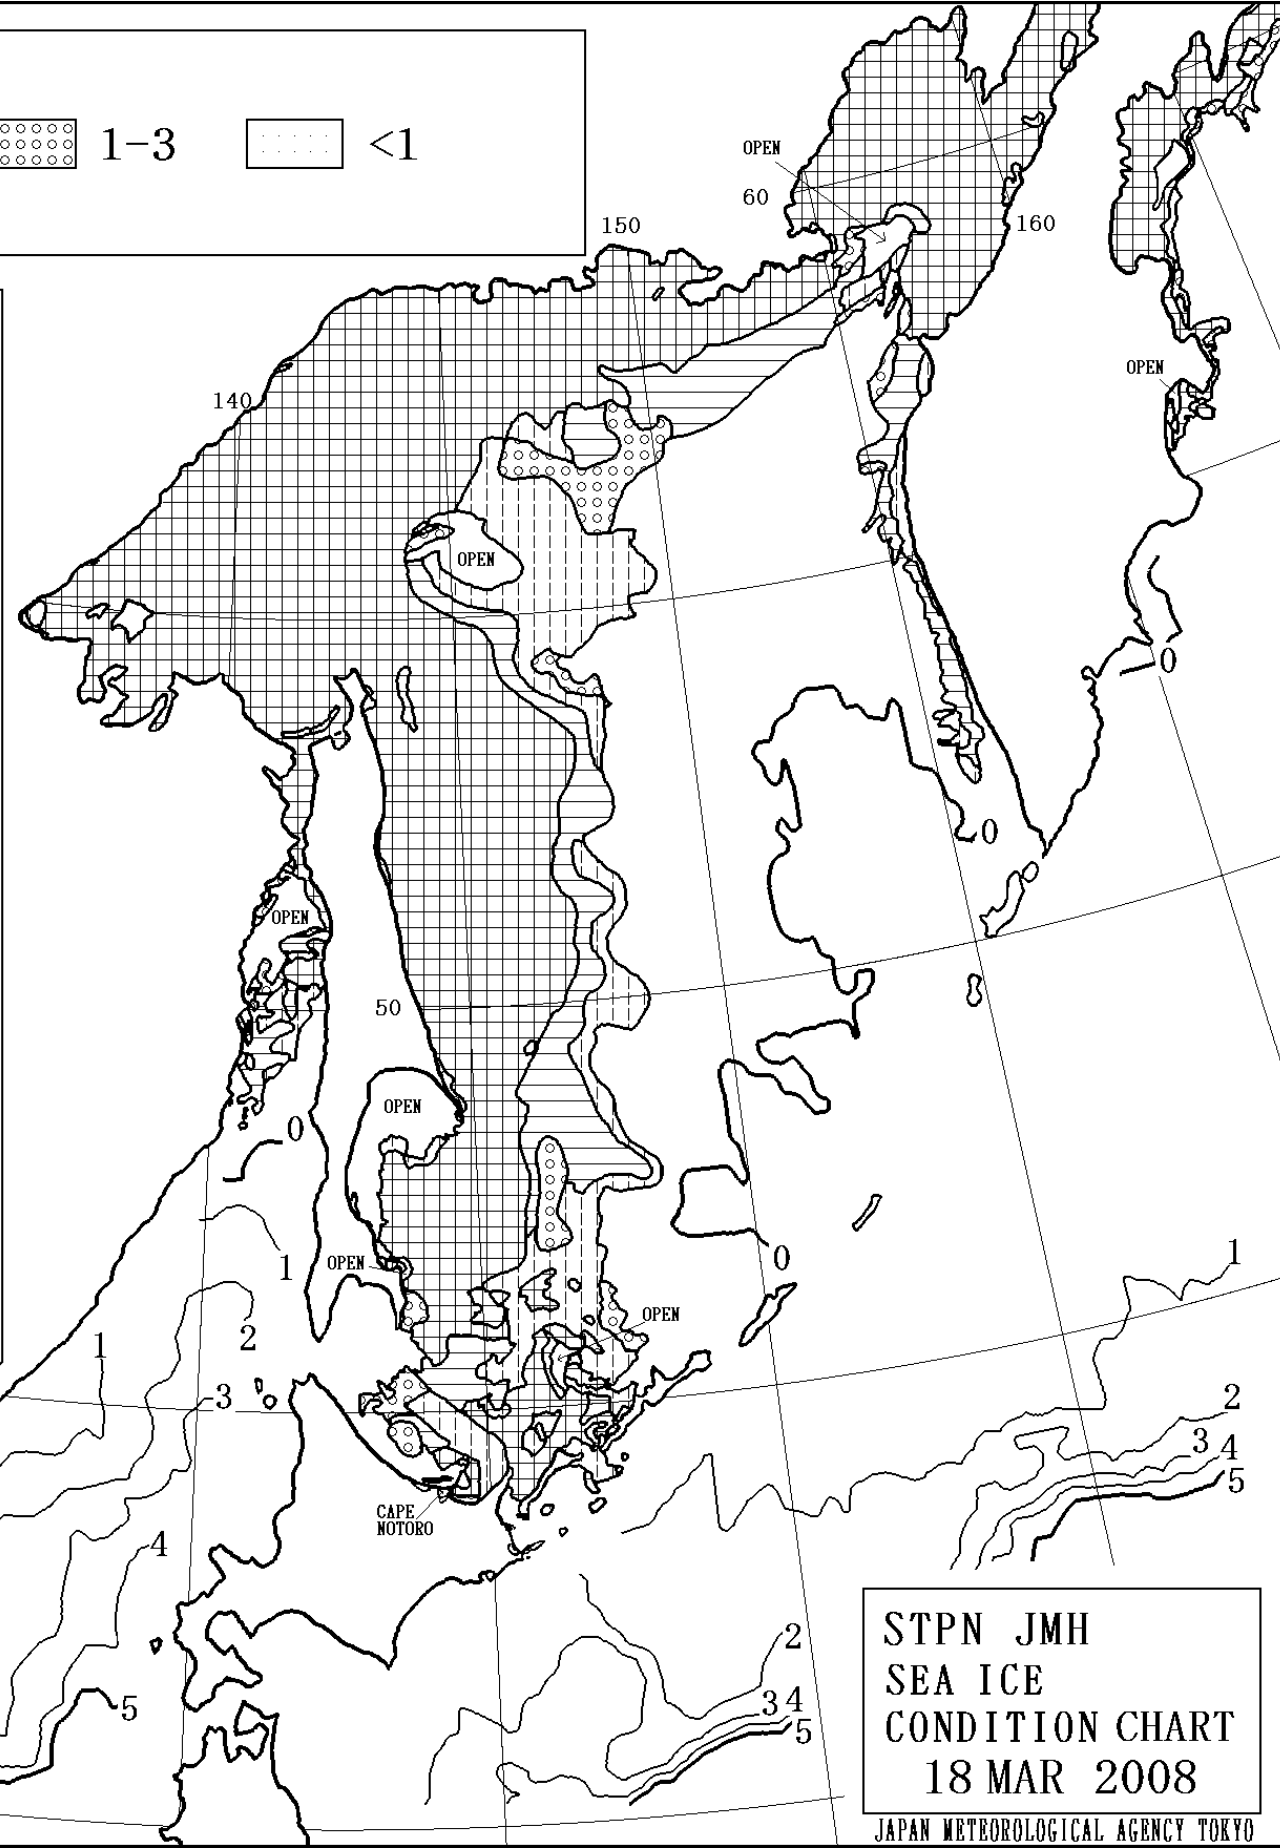 1-3
<1
OPEN
60
150
160
OPEN
140
OPEN
0
0
OPEN
50
OPEN
0
1
0
1
OPEN
OPEN
2
1
3
2
3
4
5
CAPE
NOTORO
4
2
5
3 4
5
STPN JMH
SEA ICE
CONDITION CHART
18 MAR 2008
JAPAN METEOROLOGICAL AGENCY TOKYO